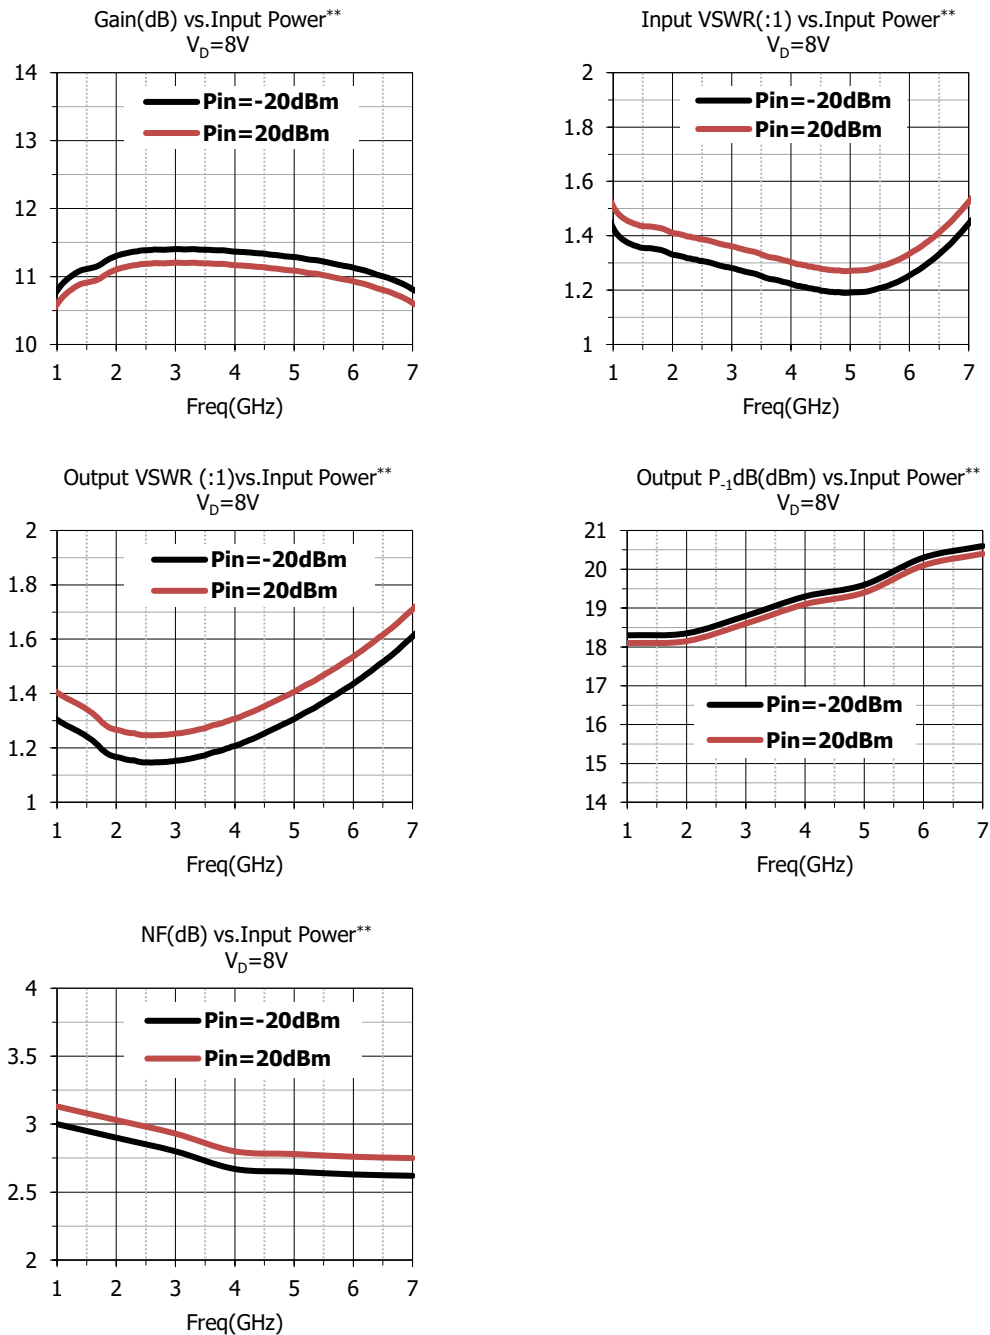 Gain(dB) vs.Input Power**
V_D=8V
14
13
12
11
10
Pin=-20dBm
Pin=20dBm
1 2 3 4 5 6 7
Freq(GHz)
Input VSWR(:1) vs.Input Power**
V_D=8V
2
1.8
1.6
1.4
1.2
1
Pin=-20dBm
Pin=20dBm
1 2 3 4 5 6 7
Freq(GHz)
Output VSWR (:1)vs.Input Power**
V_D=8V
2
1.8
1.6
1.4
1.2
1
Pin=-20dBm
Pin=20dBm
1 2 3 4 5 6 7
Freq(GHz)
Output P_-1dB(dBm) vs.Input Power**
V_D=8V
21
20
19
18
17
16
15
14
Pin=-20dBm
Pin=20dBm
1 2 3 4 5 6 7
Freq(GHz)
NF(dB) vs.Input Power**
V_D=8V
4
3.5
3
2.5
2
Pin=-20dBm
Pin=20dBm
1 2 3 4 5 6 7
Freq(GHz)